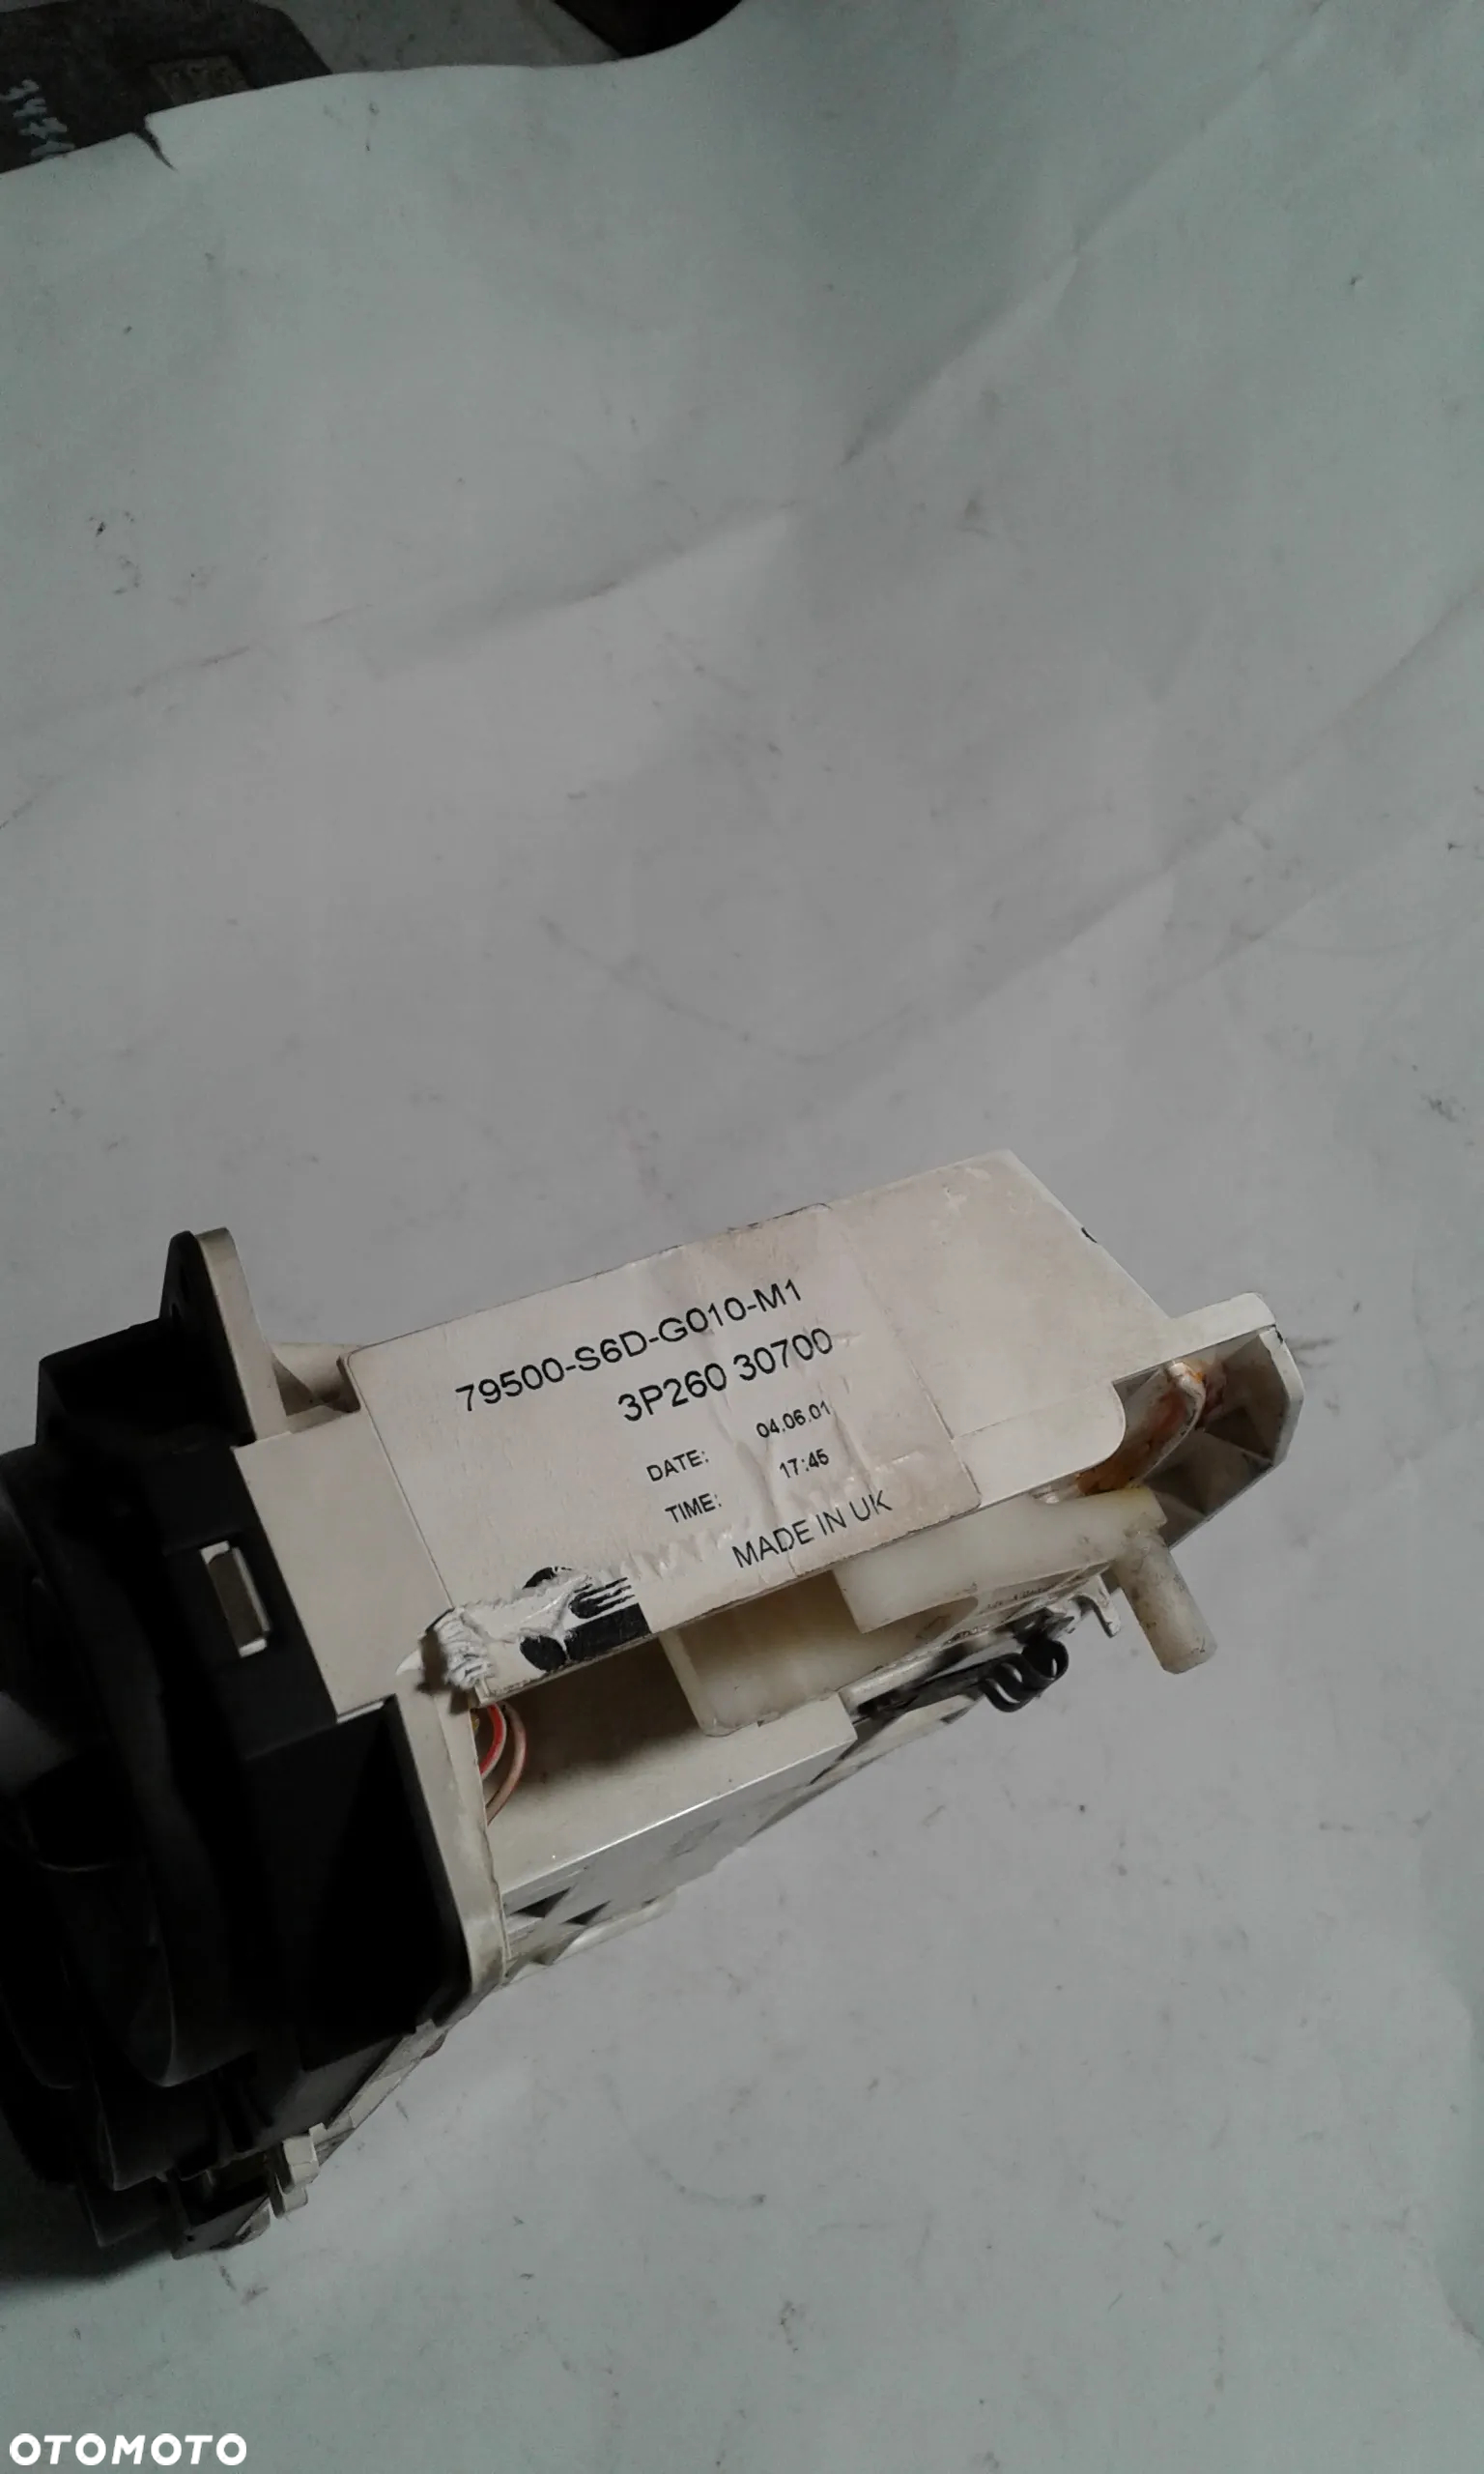 79500-S6D-G010-M1
3P260 30700
DATE: 04.06.01
TIME: 17:45
MADE IN UK
OTOMOTO